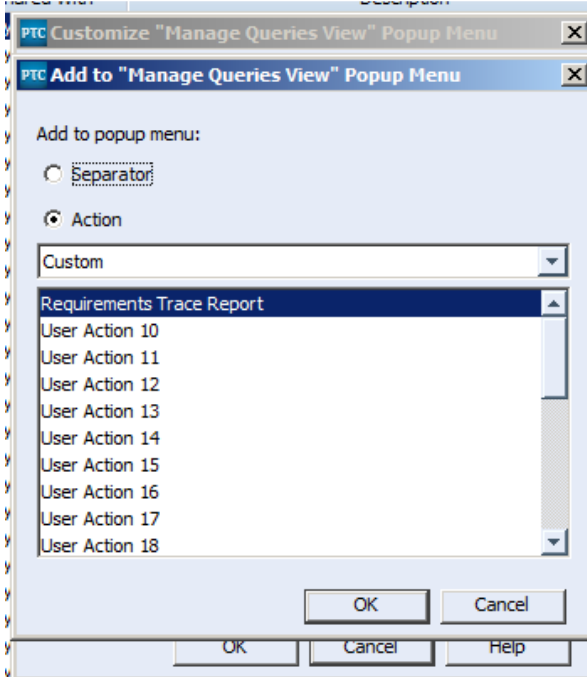 PTC Customize "Manage Queries View" Popup Menu
PTC Add to "Manage Queries View" Popup Menu
Add to popup menu:
Separator
Action
Custom
Requirements Trace Report
User Action 10
User Action 11
User Action 12
User Action 13
User Action 14
User Action 15
User Action 16
User Action 17
User Action 18
OK Cancel
OK Cancel Help